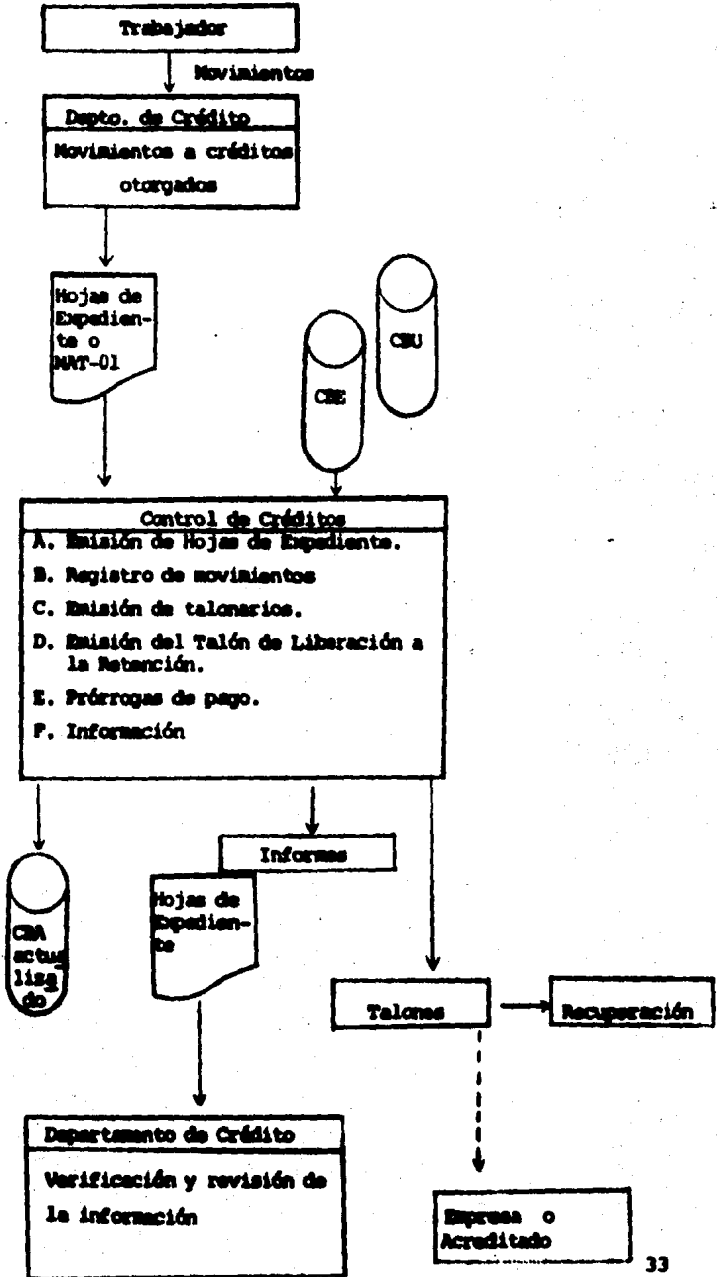 Trabajador
Movimientos
Depto. de Crédito
Movimientos a créditos
otorgados
Hojas de
Expedien-
te o
MAT-01
CBE
CBU
Control de Créditos
A. Emisión de Hojas de Expediente.
B. Registro de movimientos
C. Emisión de talonarios.
D. Emisión del Talón de Liberación a
la Retención.
E. Prórrogas de pago.
F. Información
Informes
Hojas de
Expedien-
te
CBA
actua
liza
do
Talones
Recuperación
Departamento de Crédito
Verificación y revisión de
la información
Empresa o
Acreditado
33